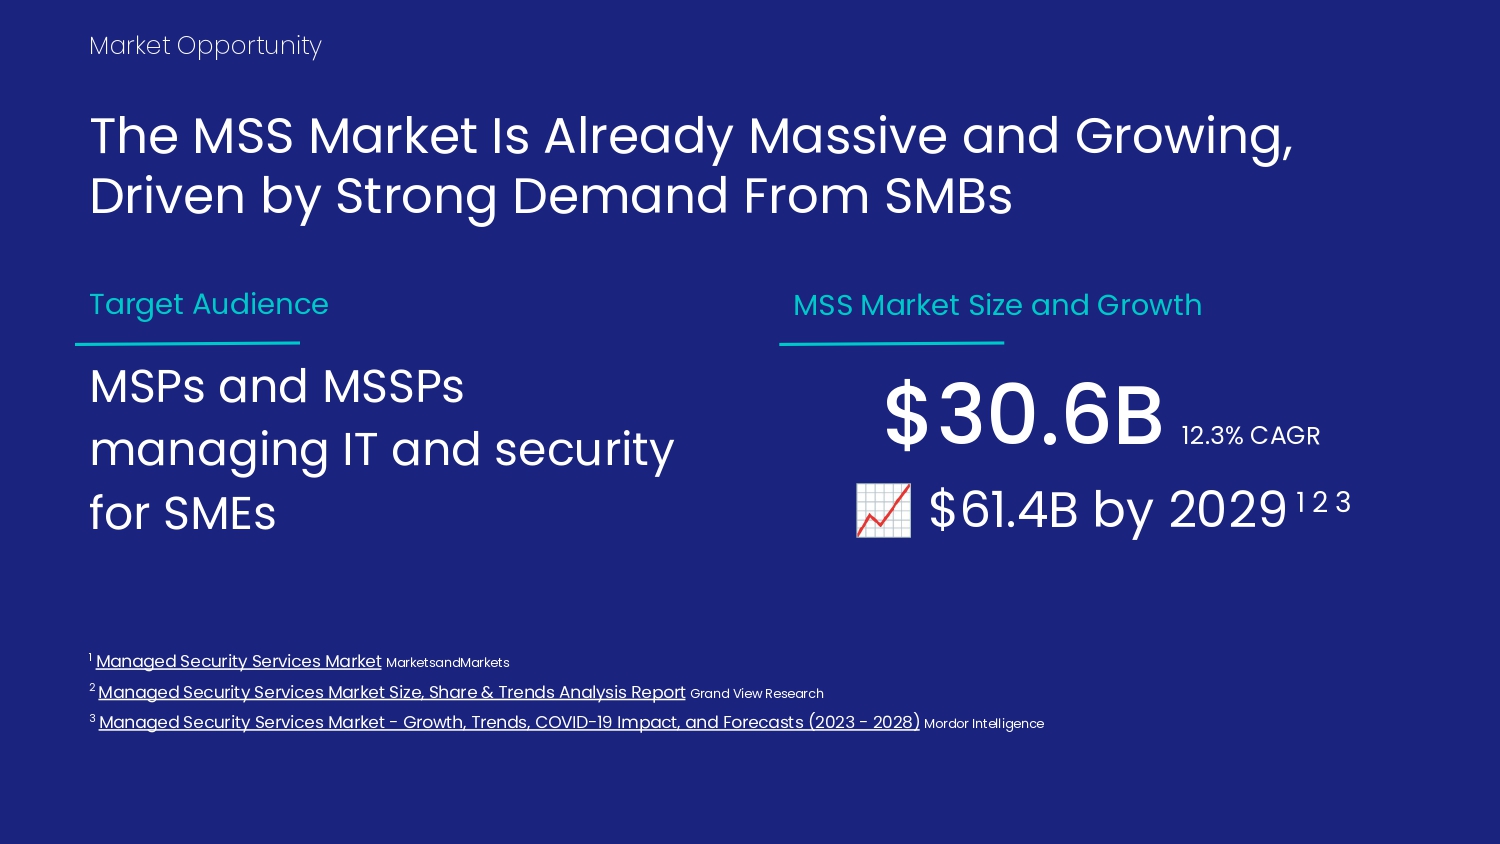 Market Opportunity
The MSS Market Is Already Massive and Growing,
Driven by Strong Demand From SMBs
Target Audience
MSPs and MSSPs
managing IT and security
for SMEs
MSS Market Size and Growth
$30.6B 12.3% CAGR
📈 $61.4B by 2029 1 2 3
1 Managed Security Services Market MarketsandMarkets
2 Managed Security Services Market Size, Share & Trends Analysis Report Grand View Research
3 Managed Security Services Market - Growth, Trends, COVID-19 Impact, and Forecasts (2023 - 2028) Mordor Intelligence